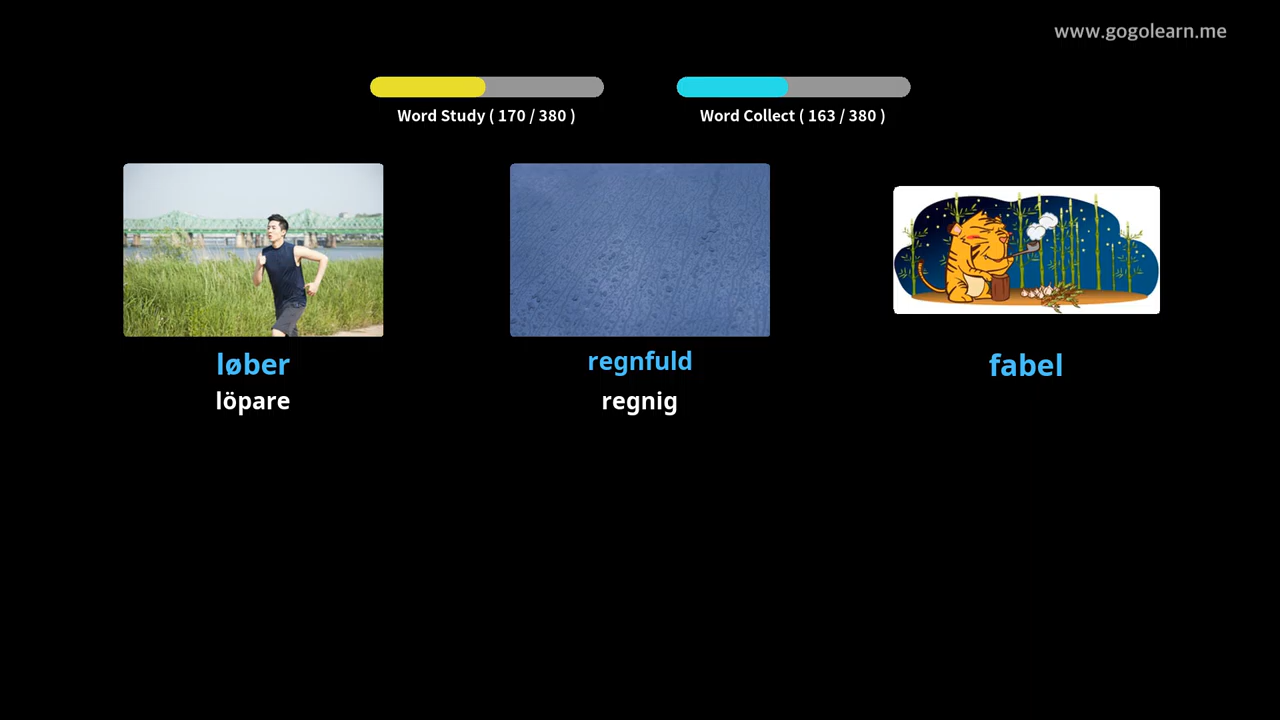 www.gogolearn.me
Word Study ( 170 / 380 )
Word Collect ( 163 / 380 )
løber
löpare
regnfuld
regnig
fabel